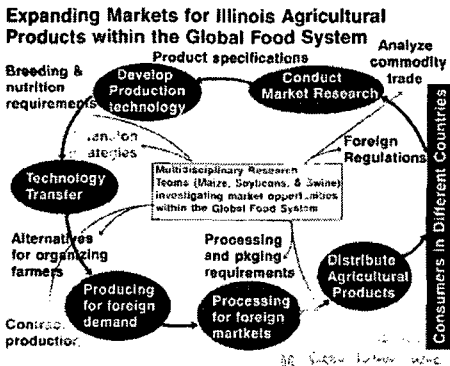 Expanding Markets for Illinois Agricultural
Products within the Global Food System
Product specifications
Analyze
commodity
trade
Breeding &
nutrition
requirements
Develop
Production
technology
Conduct
Market Research
Foreign
Regulations
Technology
Transfer
Multidisciplinary Research
Teams (Maize, Soybeans, & Swine)
investigating market opportunities
within the Global Food System
Alternatives
for organizing
farmers
Processing
and pkging
requirements
Distribute
Agricultural
Products
Consumers in Different Countries
Producing
for foreign
demand
Processing
for foreign
martkets
production